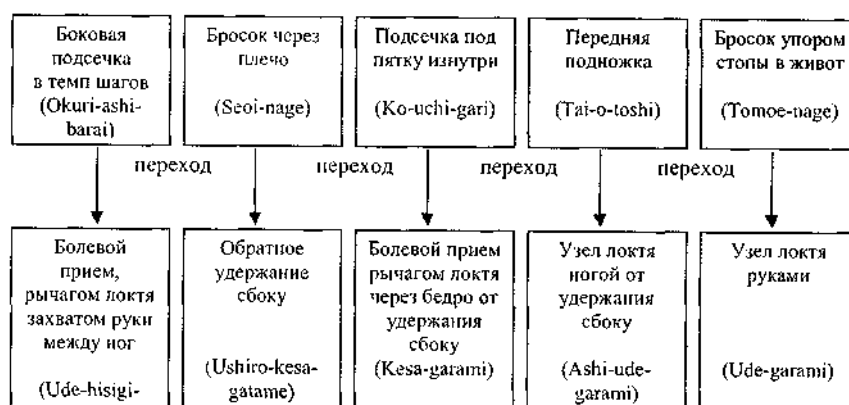 Боковая
подсечка
в темп шагов
(Okuri-ashi-
barai)
Бросок через
плечо
(Seoi-nage)
Подсечка под
пятку изнутри
(Ko-uchi-gari)
Передняя
подножка
(Tai-o-toshi)
Бросок упором
стопы в живот
(Tomoe-nage)
переход
переход
переход
переход
Болевой
прием,
рычагом локтя
захватом руки
между ног
(Ude-hisigi-
Обратное
удержание
сбоку
(Ushiro-kesa-
gatame)
Болевой прием
рычагом локтя
через бедро от
удержания
сбоку
(Kesa-garami)
Узел локтя
ногой от
удержания
сбоку
(Ashi-ude-
garami)
Узел локтя
руками
(Ude-garami)